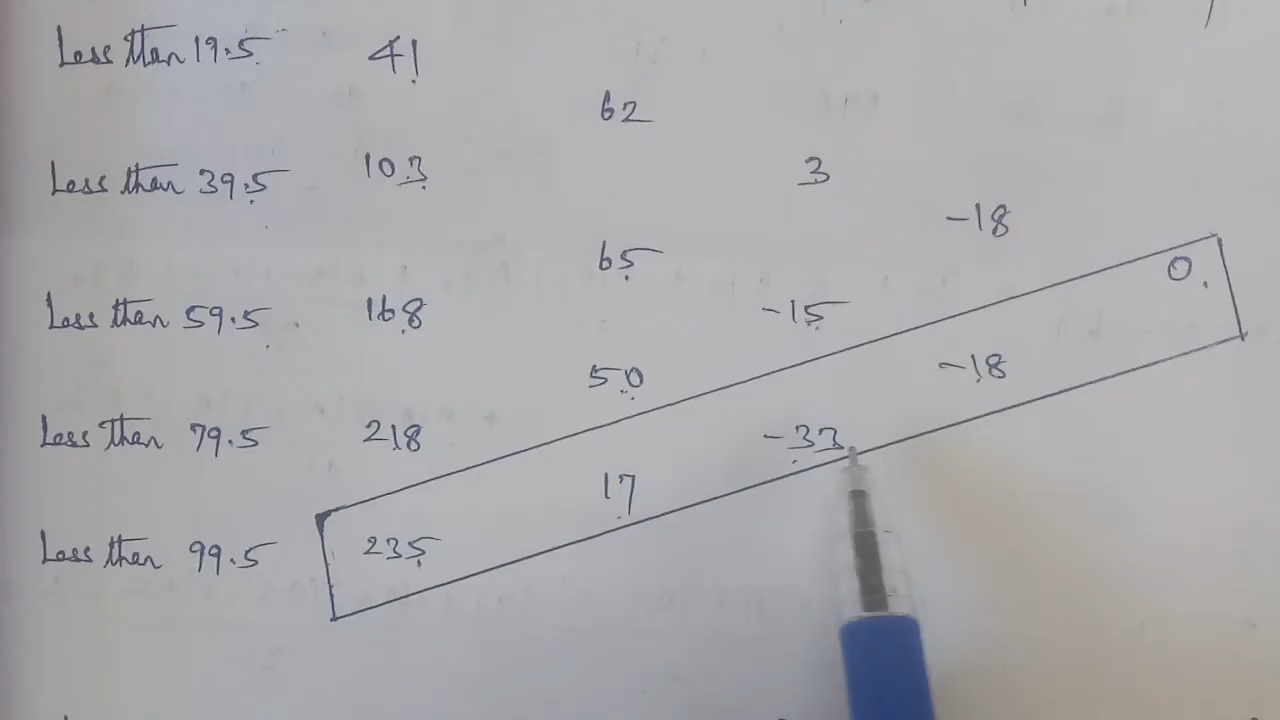 Less than 19.5 41
62
Less than 39.5 103 3
-18
65 0
Less than 59.5 168 -15
50 -18
Less than 79.5 218 -33
17
Less than 99.5 235